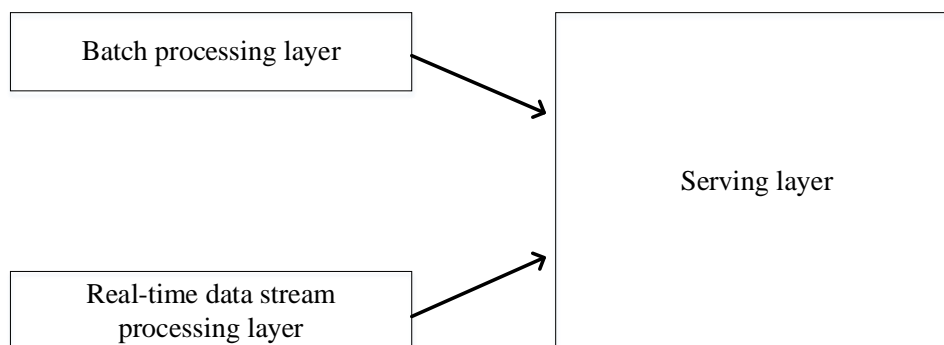 Batch processing layer
Serving layer
Real-time data stream
processing layer